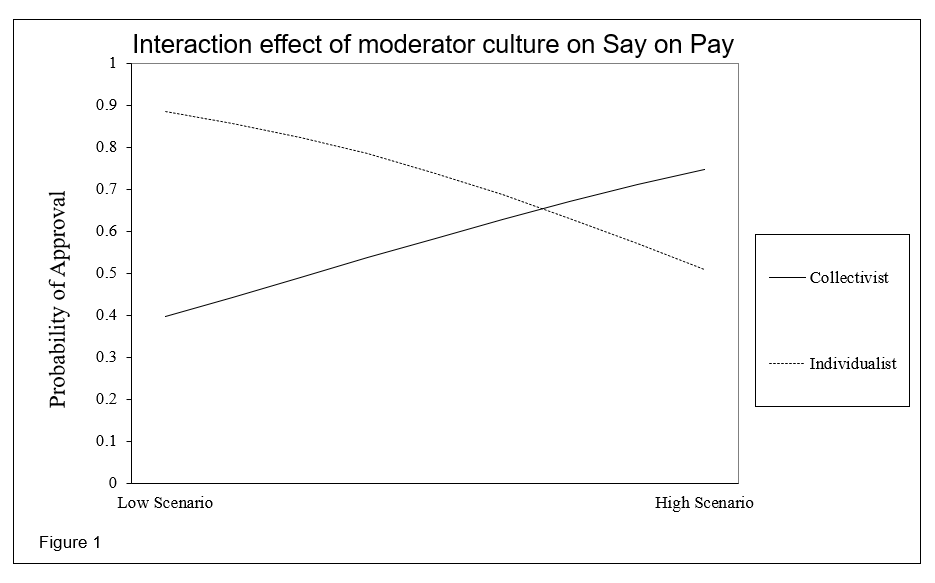 Interaction effect of moderator culture on Say on Pay
1
0.9
0.8
0.7
0.6
0.5
0.4
0.3
0.2
0.1
0
Probability of Approval
Low Scenario
High Scenario
Collectivist
Individualist
Figure 1